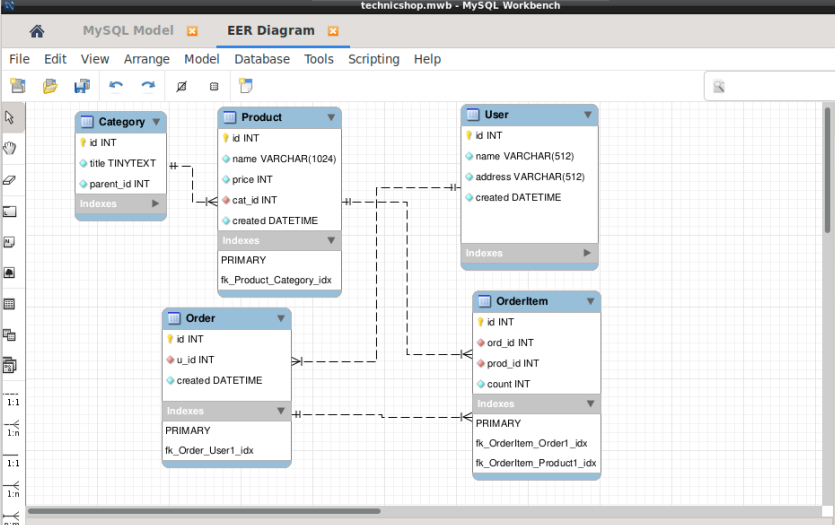 technicshop.mwb - MySQL Workbench
MySQL Model
EER Diagram
File Edit View Arrange Model Database Tools Scripting Help
Category
id INT
title TINYTEXT
parent_id INT
Indexes
Product
id INT
name VARCHAR(1024)
price INT
cat_id INT
created DATETIME
Indexes
PRIMARY
fk_Product_Category_idx
User
id INT
name VARCHAR(512)
address VARCHAR(512)
created DATETIME
Indexes
Order
id INT
u_id INT
created DATETIME
Indexes
PRIMARY
fk_Order_User1_idx
OrderItem
id INT
ord_id INT
prod_id INT
count INT
Indexes
PRIMARY
fk_OrderItem_Order1_idx
fk_OrderItem_Product1_idx
1:1
1:n
1:1
1:n